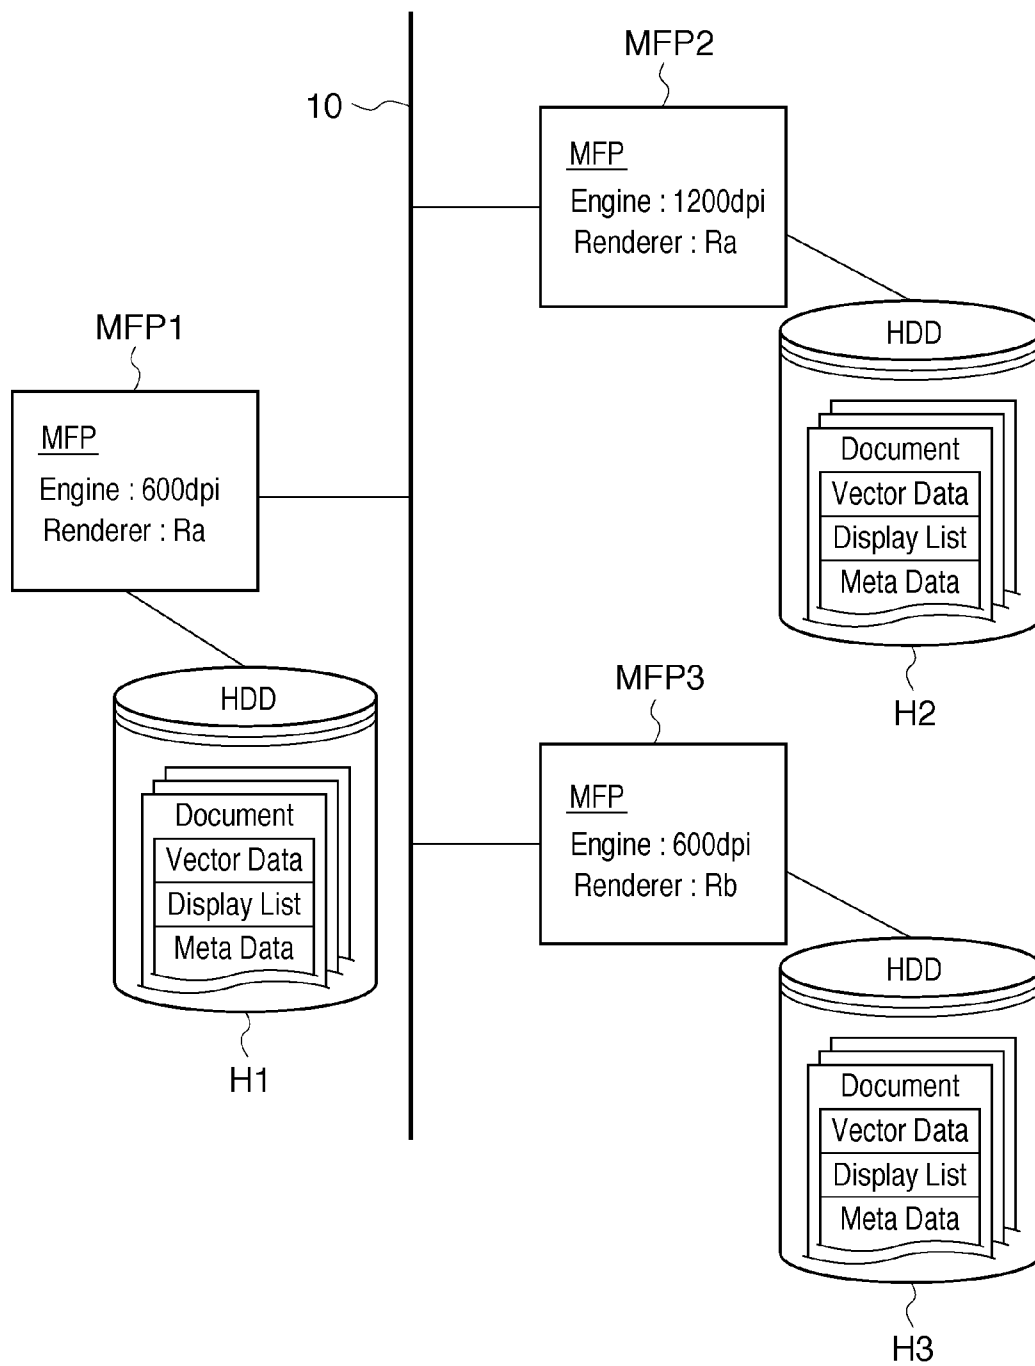 MFP2
10
MFP
Engine : 1200dpi
Renderer : Ra
HDD
Document
Vector Data
Display List
Meta Data
H2
MFP1
MFP
Engine : 600dpi
Renderer : Ra
HDD
Document
Vector Data
Display List
Meta Data
H1
MFP3
MFP
Engine : 600dpi
Renderer : Rb
HDD
Document
Vector Data
Display List
Meta Data
H3